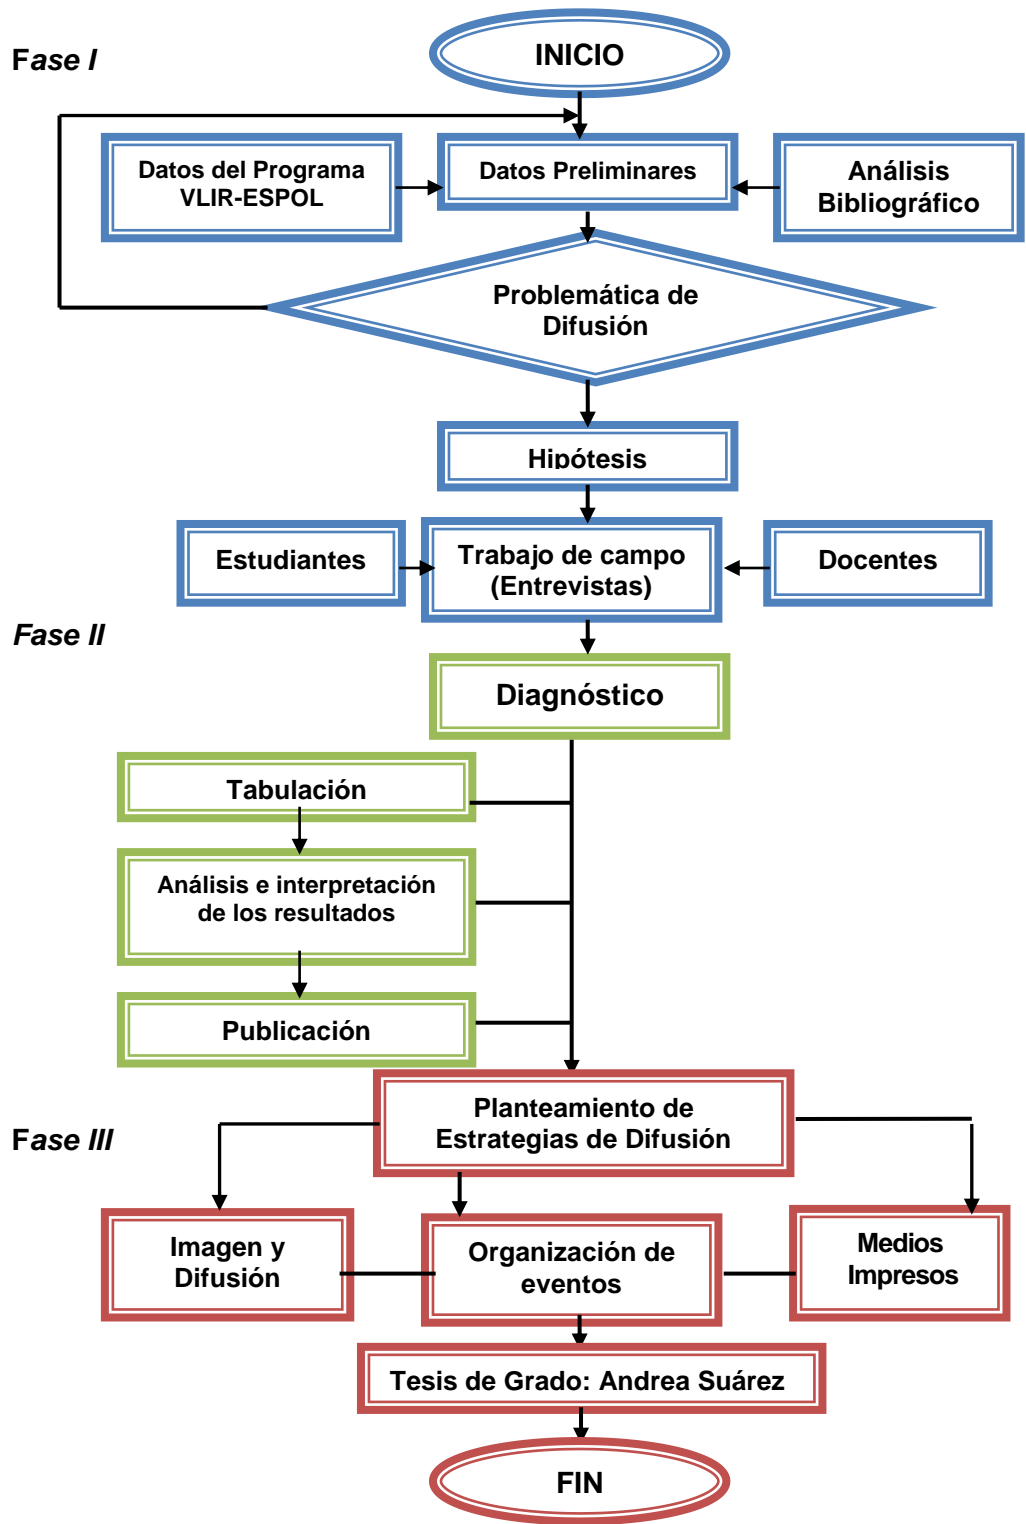 INICIO
Fase I
Datos del Programa
VLIR-ESPOL
Datos Preliminares
Análisis
Bibliográfico
Problemática de
Difusión
Hipótesis
Estudiantes
Trabajo de campo
(Entrevistas)
Docentes
Fase II
Diagnóstico
Tabulación
Análisis e interpretación
de los resultados
Publicación
Planteamiento de
Estrategias de Difusión
Fase III
Imagen y
Difusión
Organización de
eventos
Medios
Impresos
Tesis de Grado: Andrea Suárez
FIN